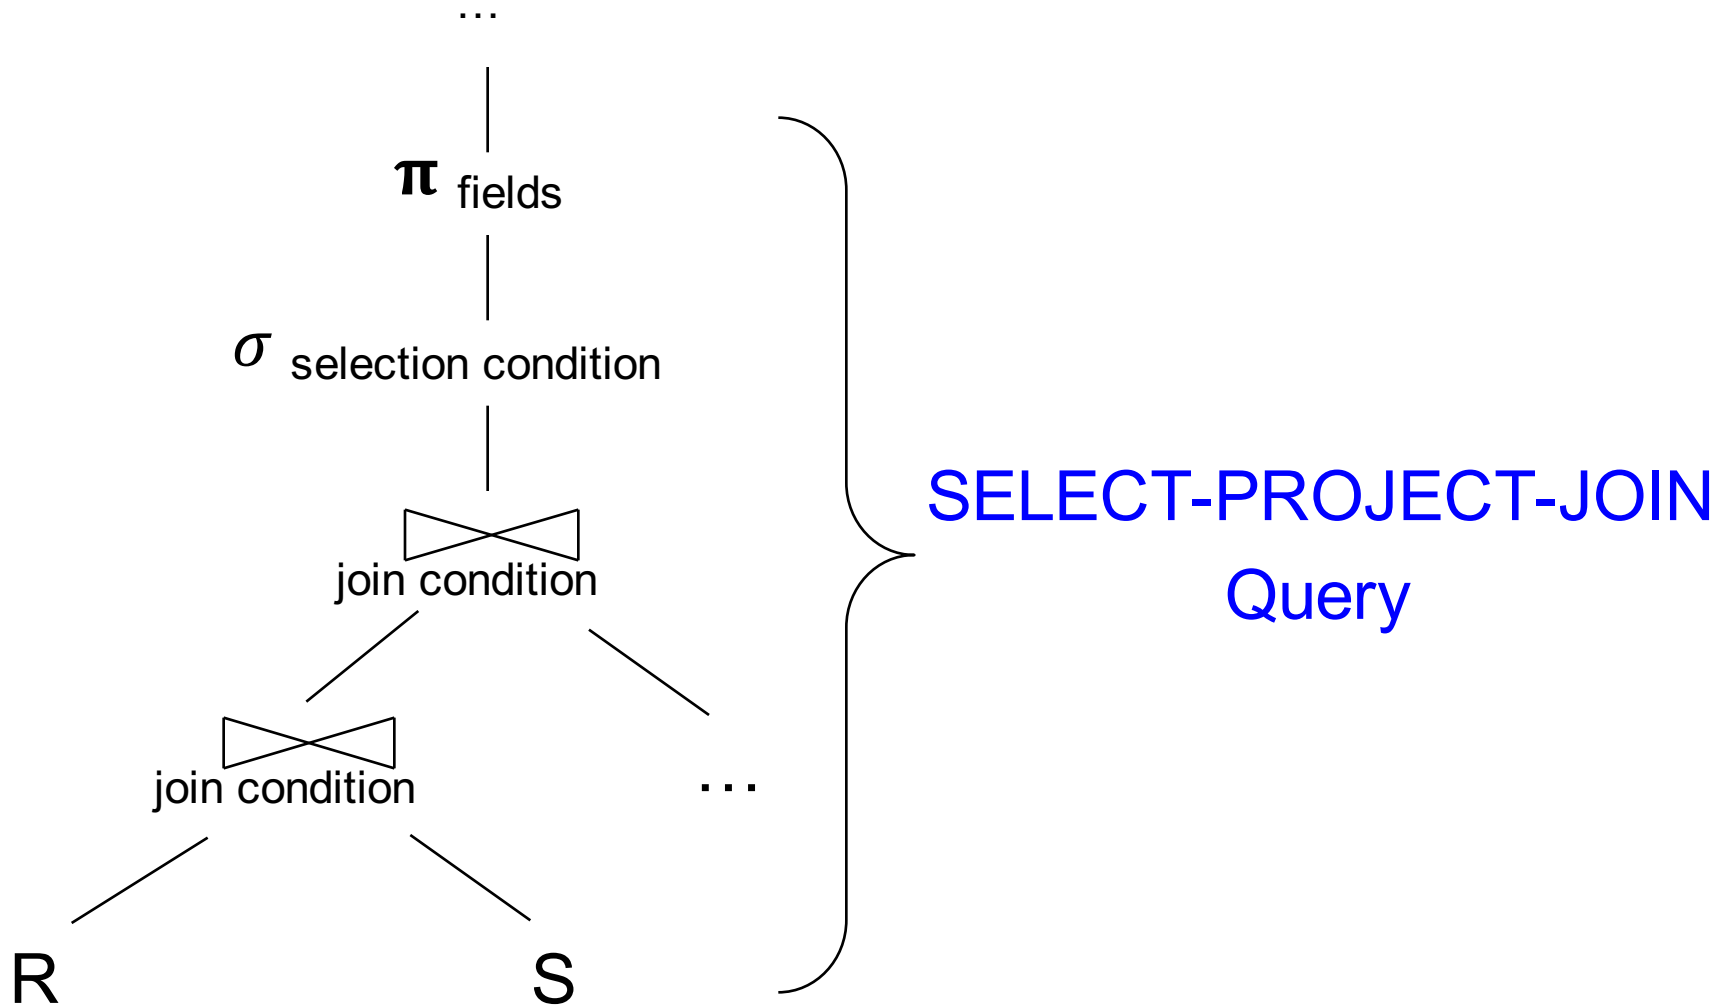 ...
π fields
σ selection condition
join condition
join condition
...
R
S
SELECT-PROJECT-JOIN
Query